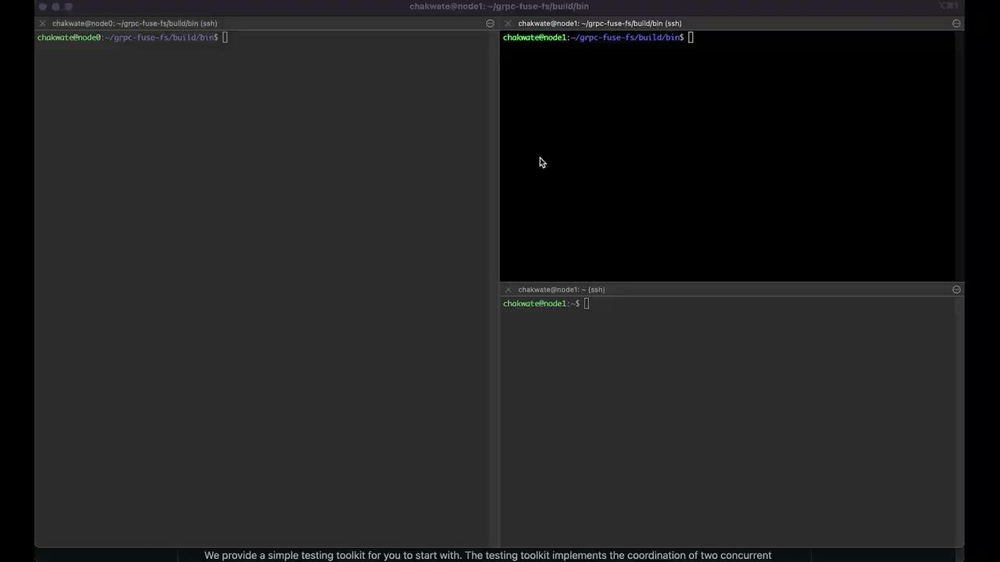 chakwate@node1: ~/grpc-fuse-fs/build/bin
⌥⌘1
chakwate@node0: ~/grpc-fuse-fs/build/bin (ssh)
chakwate@node0:~/grpc-fuse-fs/build/bin$
chakwate@node1: ~/grpc-fuse-fs/build/bin (ssh)
chakwate@node1:~/grpc-fuse-fs/build/bin$
chakwate@node1: ~ (ssh)
chakwate@node1:~$
We provide a simple testing toolkit for you to start with. The testing toolkit implements the coordination of two concurrent